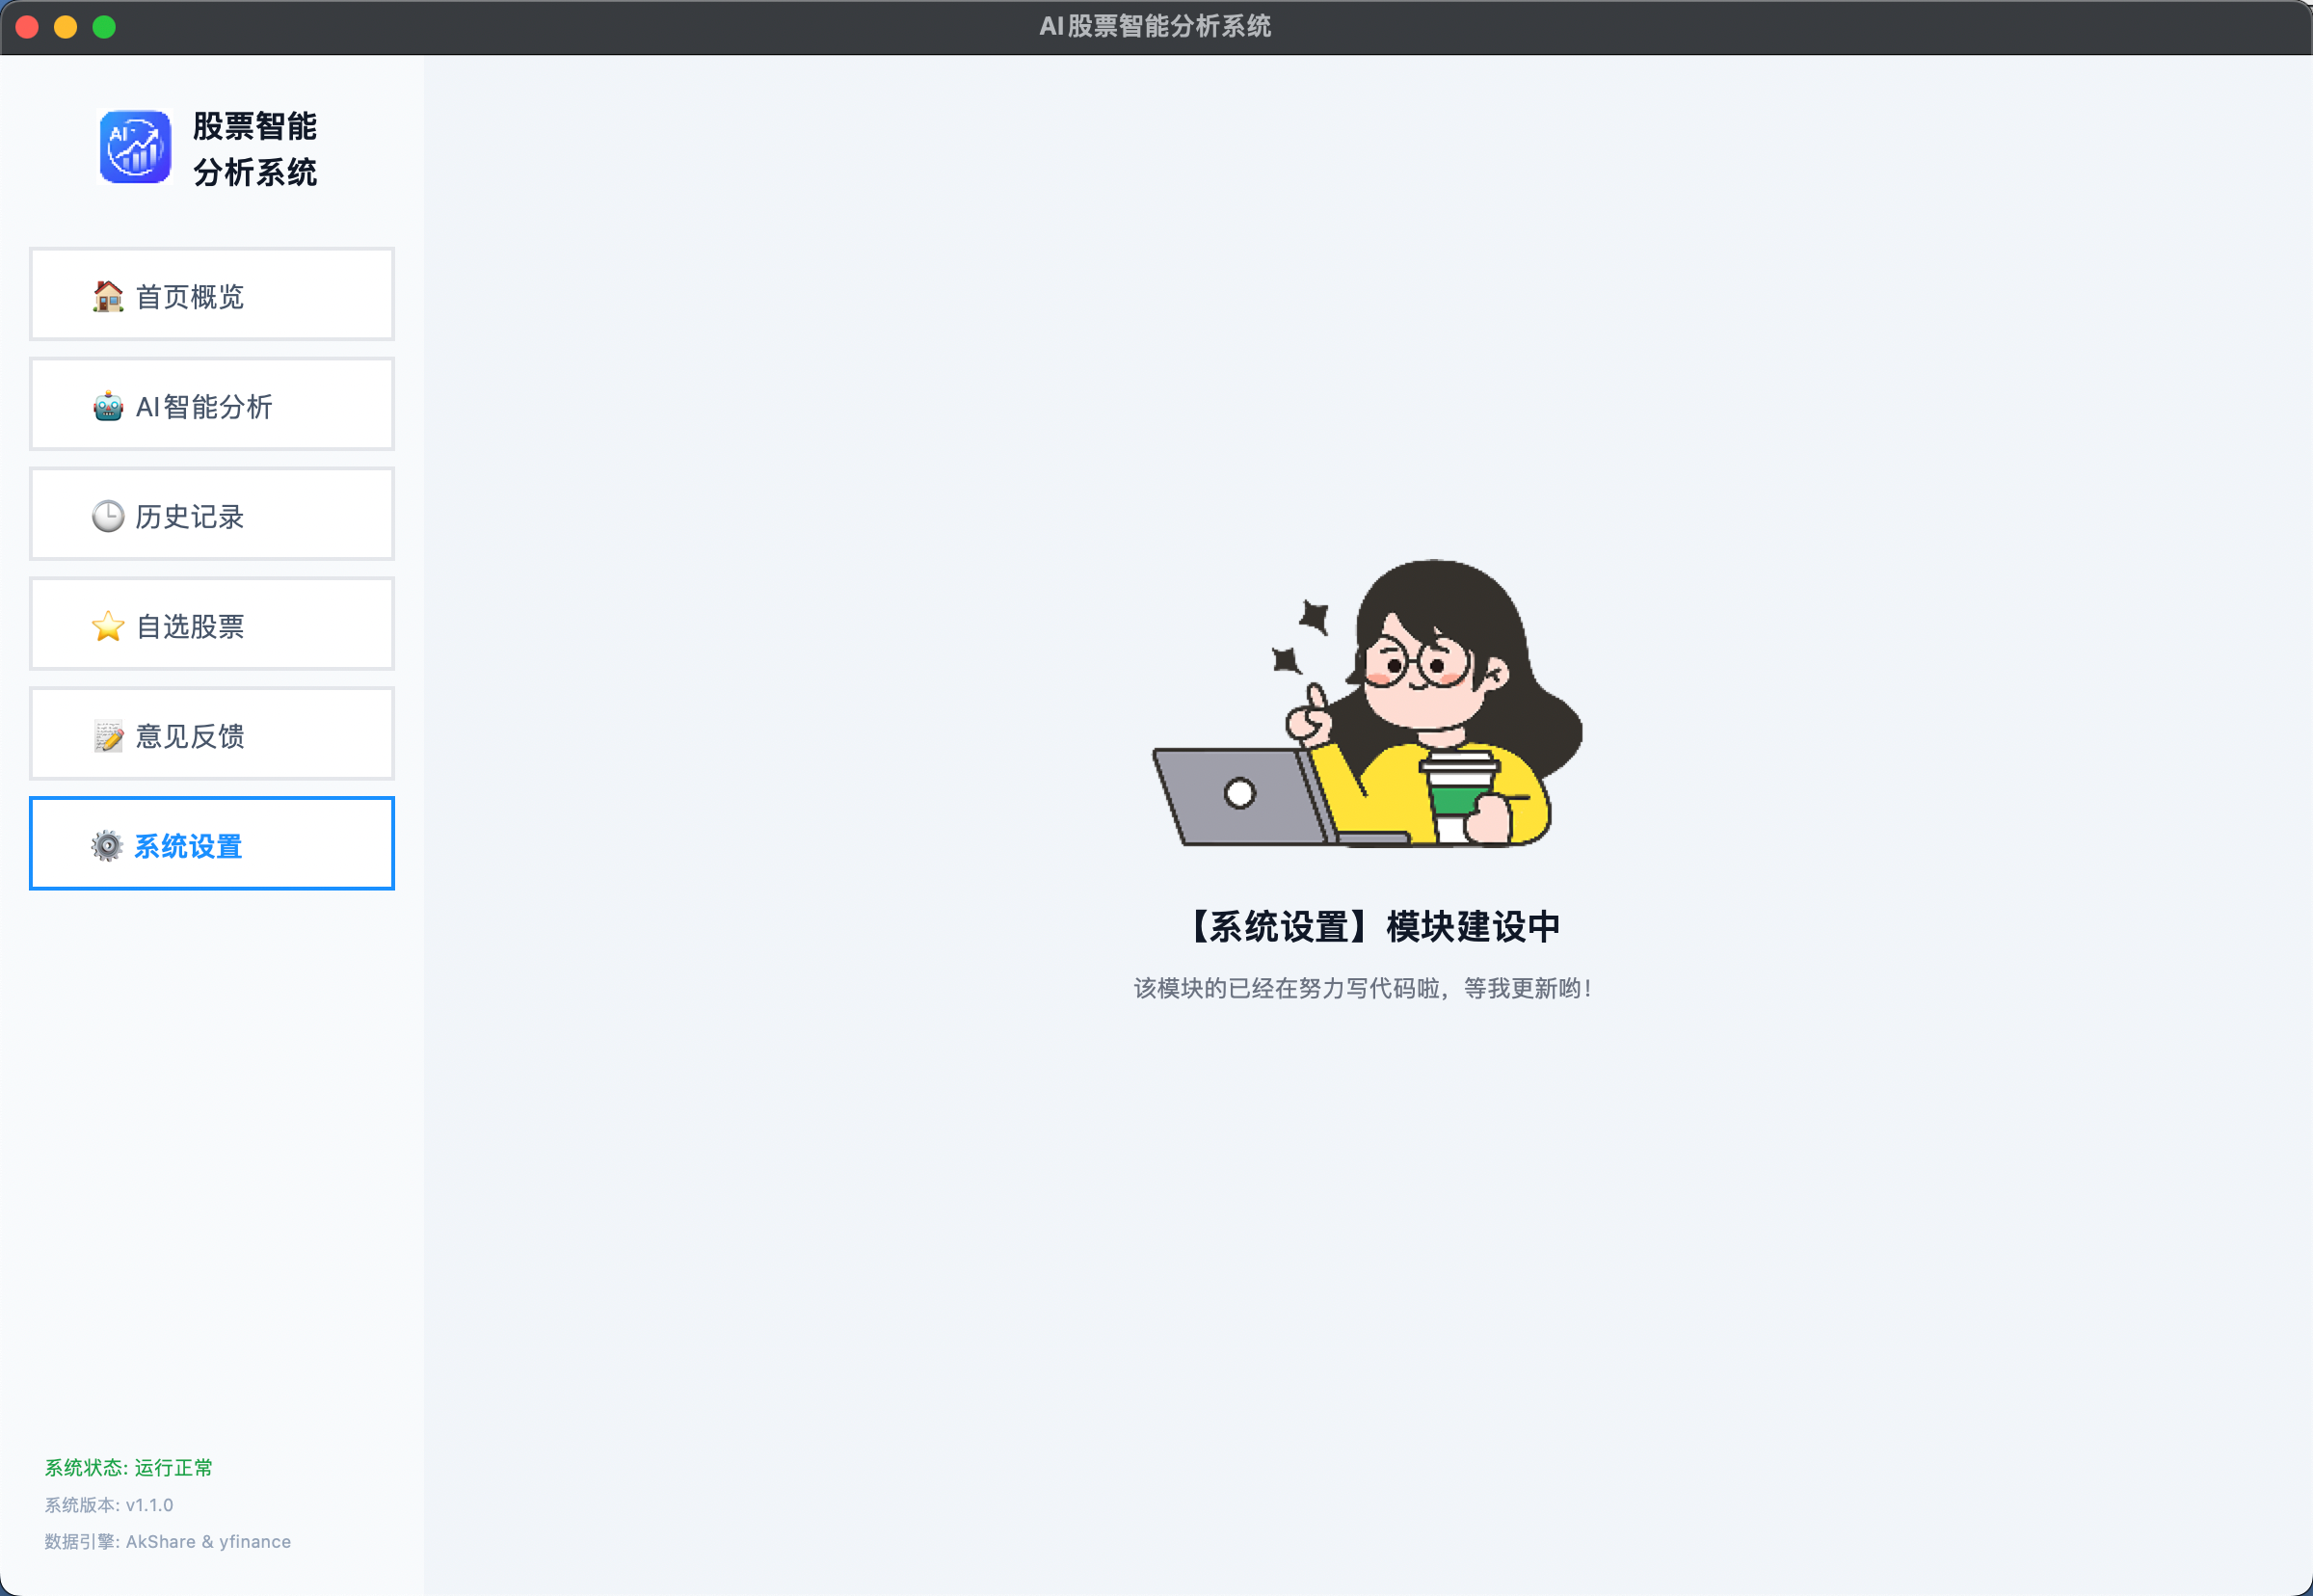 AI股票智能分析系统
AI
股票智能
分析系统
首页概览
AI智能分析
历史记录
自选股票
意见反馈
系统设置
【系统设置】模块建设中
该模块的已经在努力写代码啦，等我更新哟！
系统状态: 运行正常
系统版本: v1.1.0
数据引擎: AkShare & yfinance